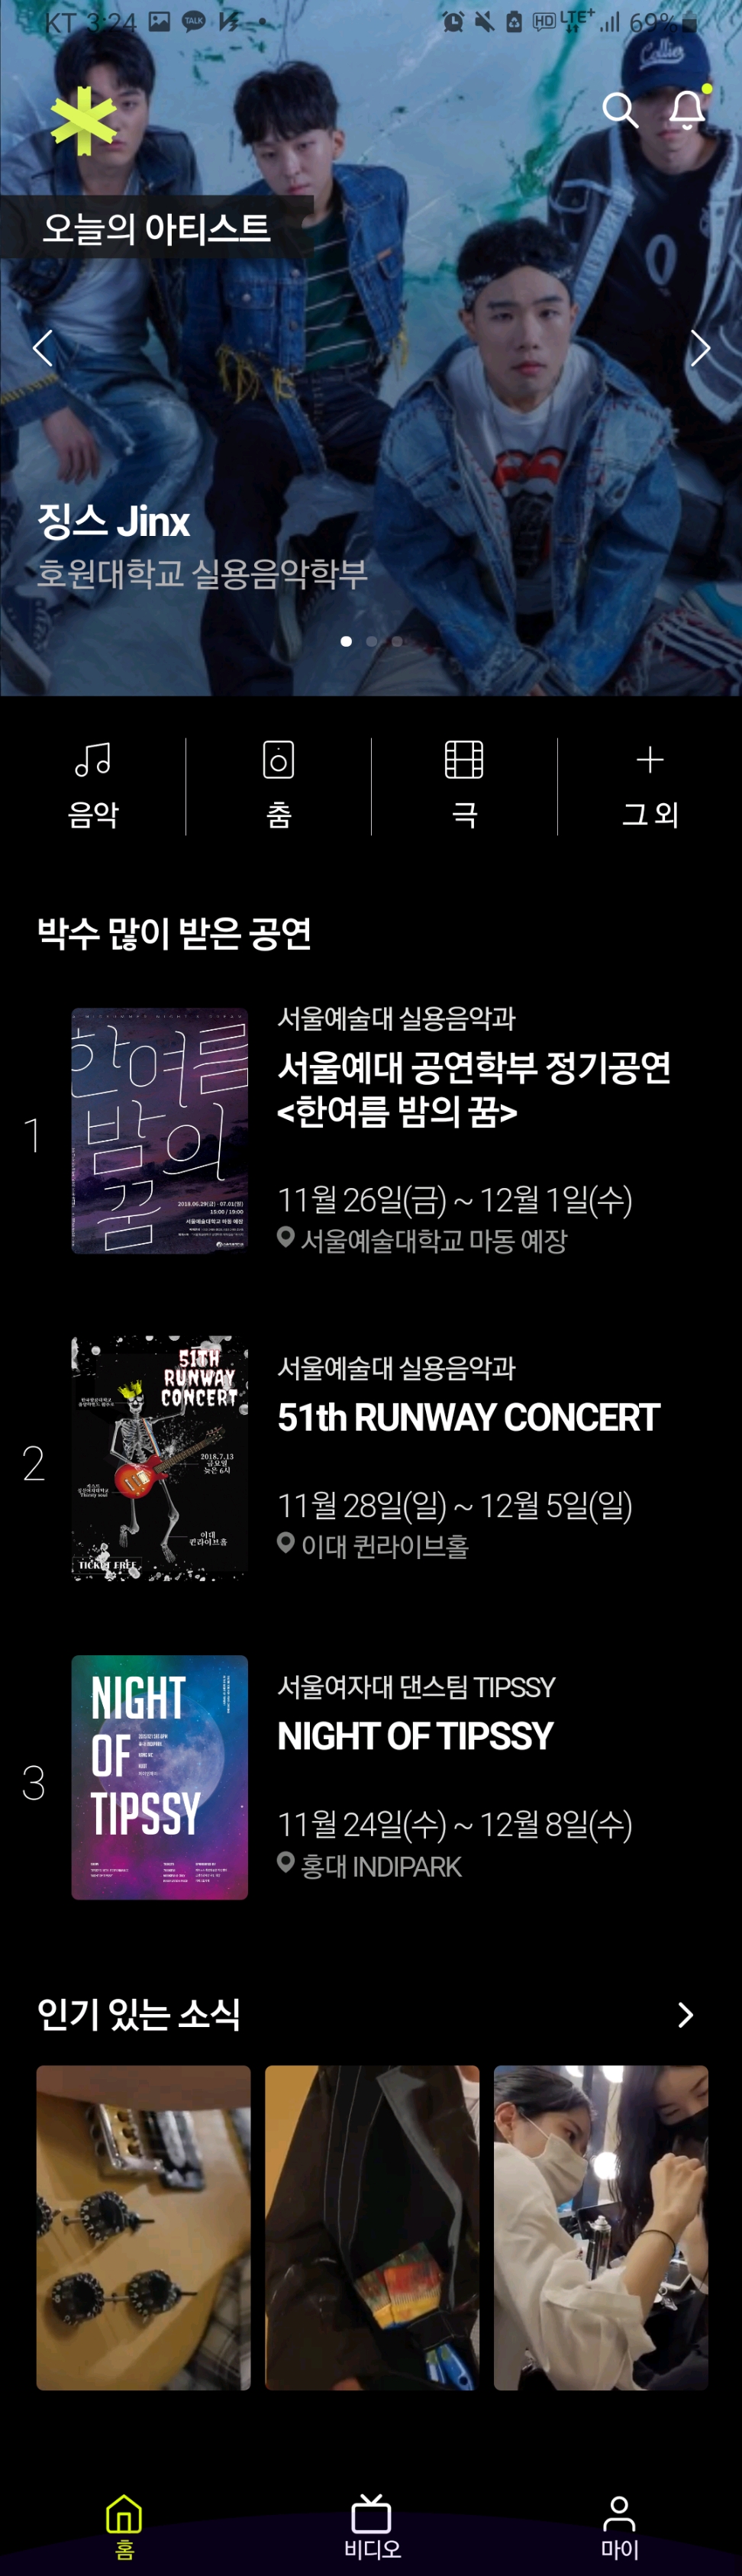 KT 3:24 TALK HD LTE+ 69%
Collie
오늘의 아티스트
징스 Jinx
호원대학교 실용음악학부
음악 춤 극 그 외
박수 많이 받은 공연
1
한여름
밤의
꿈
2018.06.29(금) - 07.01(일)
15:00 / 19:00
서울예술대학교 마동 예장
서울예술대 실용음악과
서울예대 공연학부 정기공연
<한여름 밤의 꿈>
11월 26일(금) ~ 12월 1일(수)
서울예술대학교 마동 예장
2
51TH
RUNWAY
CONCERT
2018.7.13
금요일
늦은 6시
이대
퀸라이브홀
TICKET FREE
서울예술대 실용음악과
51th RUNWAY CONCERT
11월 28일(일) ~ 12월 5일(일)
이대 퀸라이브홀
3
NIGHT
OF
TIPSSY
서울여자대 댄스팀 TIPSSY
NIGHT OF TIPSSY
11월 24일(수) ~ 12월 8일(수)
홍대 INDIPARK
인기 있는 소식
홈 비디오 마이